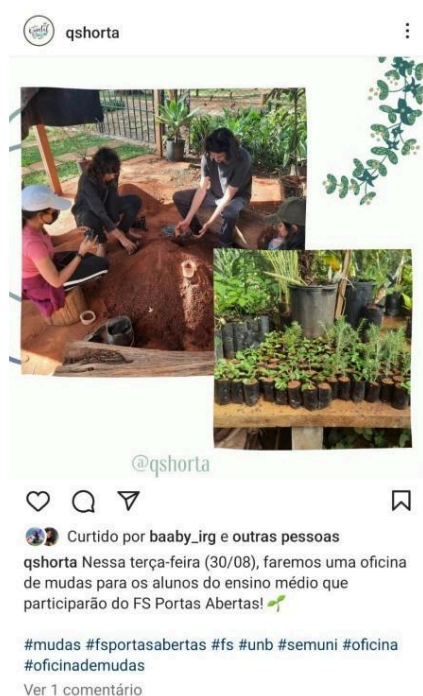 qshorta
@qshorta
Curtido por baaby_irg e outras pessoas
qshorta Nessa terça-feira (30/08), faremos uma oficina
de mudas para os alunos do ensino médio que
participarão do FS Portas Abertas! 🌱
#mudas #fsportasabertas #fs #unb #semuni #oficina
#oficinademudas
Ver 1 comentário